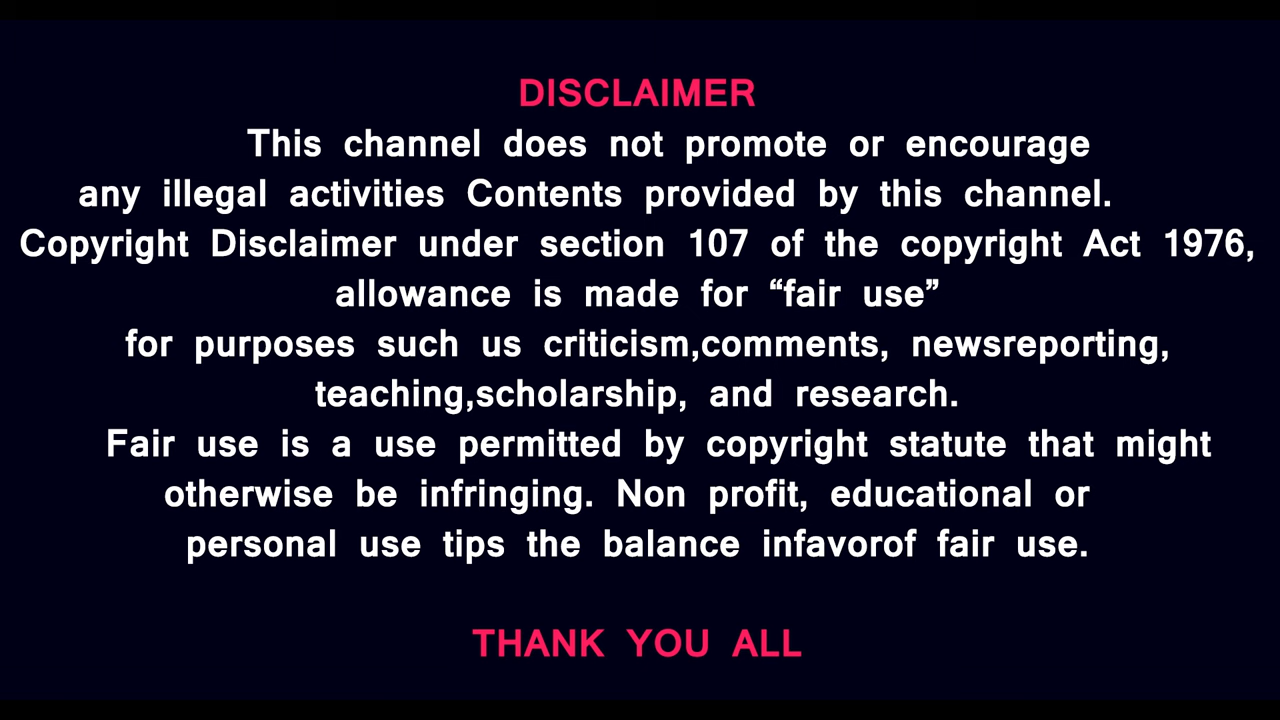 DISCLAIMER
This channel does not promote or encourage
any illegal activities Contents provided by this channel.
Copyright Disclaimer under section 107 of the copyright Act 1976,
allowance is made for “fair use”
for purposes such us criticism,comments, newsreporting,
teaching,scholarship, and research.
Fair use is a use permitted by copyright statute that might
otherwise be infringing. Non profit, educational or
personal use tips the balance infavorof fair use.
THANK YOU ALL